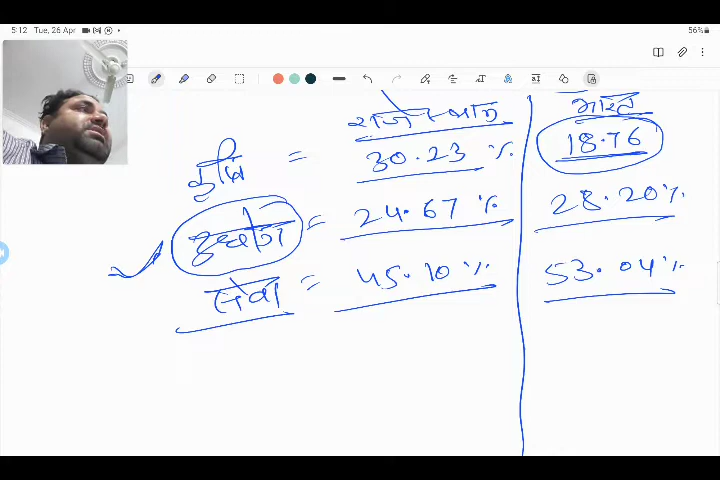 5:12 Tue, 26 Apr 56%
राजस्थान भारत
कृषि = 30.23 % 18.76
उद्योग = 24.67 % 28.20%
सेवा = 45.10 % 53.04%